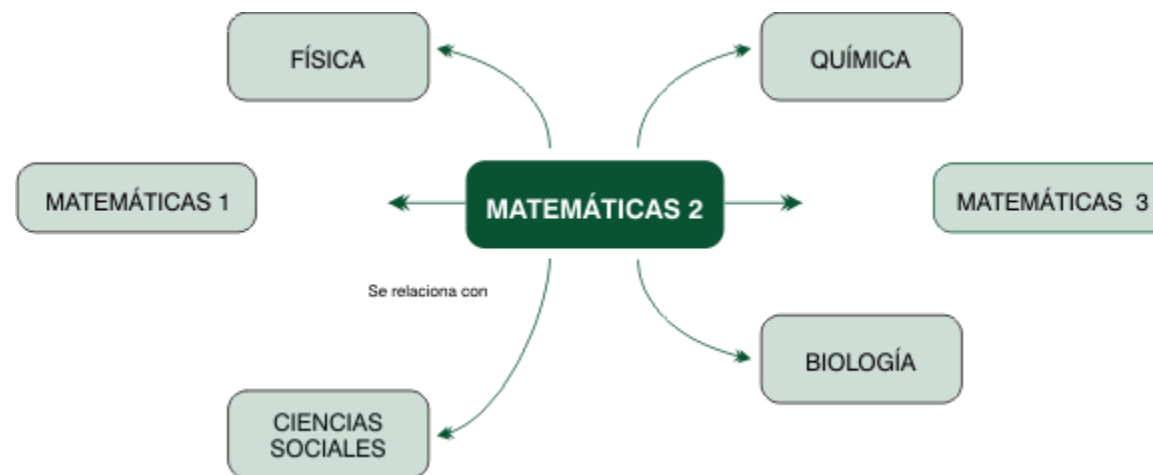 FÍSICA
QUÍMICA
MATEMÁTICAS 1
MATEMÁTICAS 2
MATEMÁTICAS 3
Se relaciona con
BIOLOGÍA
CIENCIAS
SOCIALES